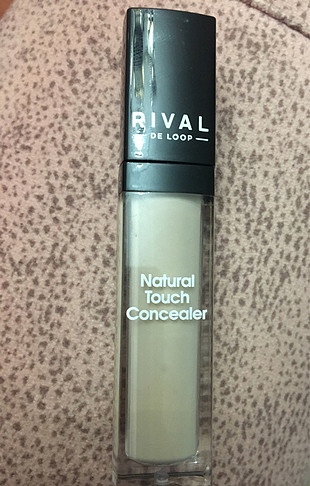 RIVAL
DE LOOP
Natural
Touch
Concealer